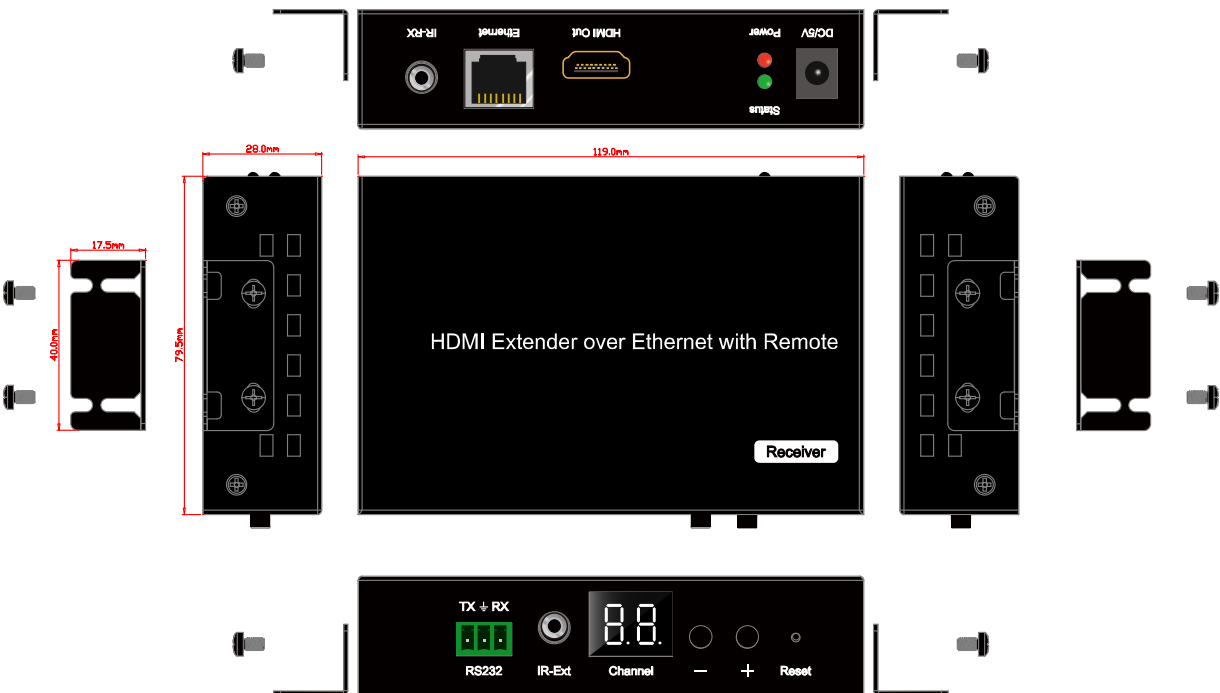 IR-RX Ethernet HDMI Out Power DC/5V
Status
28.0mm
119.0mm
17.5mm
40.0mm
79.5mm
HDMI Extender over Ethernet with Remote
Receiver
TX RX
88.
RS232 IR-Ext Channel − + Reset